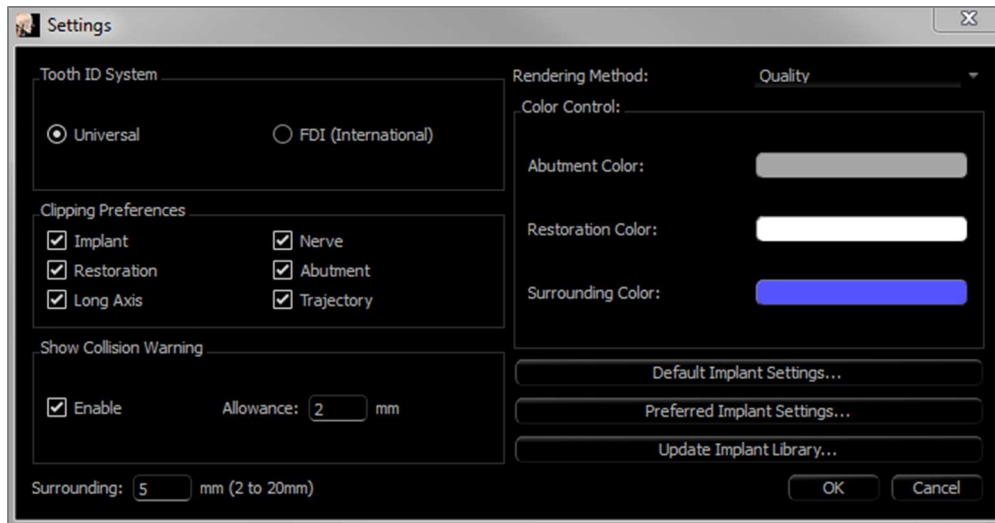 Settings
Tooth ID System
Universal
FDI (International)
Clipping Preferences
Implant
Nerve
Restoration
Abutment
Long Axis
Trajectory
Show Collision Warning
Enable
Allowance: 2 mm
Surrounding: 5 mm (2 to 20mm)
Rendering Method: Quality
Color Control:
Abutment Color:
Restoration Color:
Surrounding Color:
Default Implant Settings...
Preferred Implant Settings...
Update Implant Library...
OK
Cancel